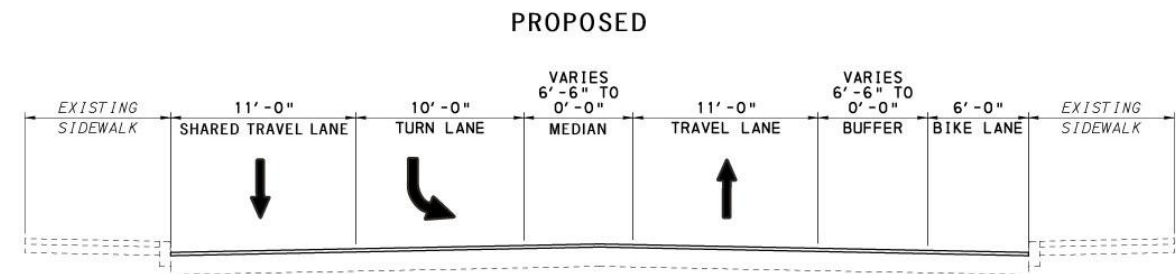 PROPOSED
EXISTING
SIDEWALK
11'-0"
SHARED TRAVEL LANE
10'-0"
TURN LANE
VARIES
6'-6" TO
0'-0"
MEDIAN
11'-0"
TRAVEL LANE
VARIES
6'-6" TO
0'-0"
BUFFER
6'-0"
BIKE LANE
EXISTING
SIDEWALK